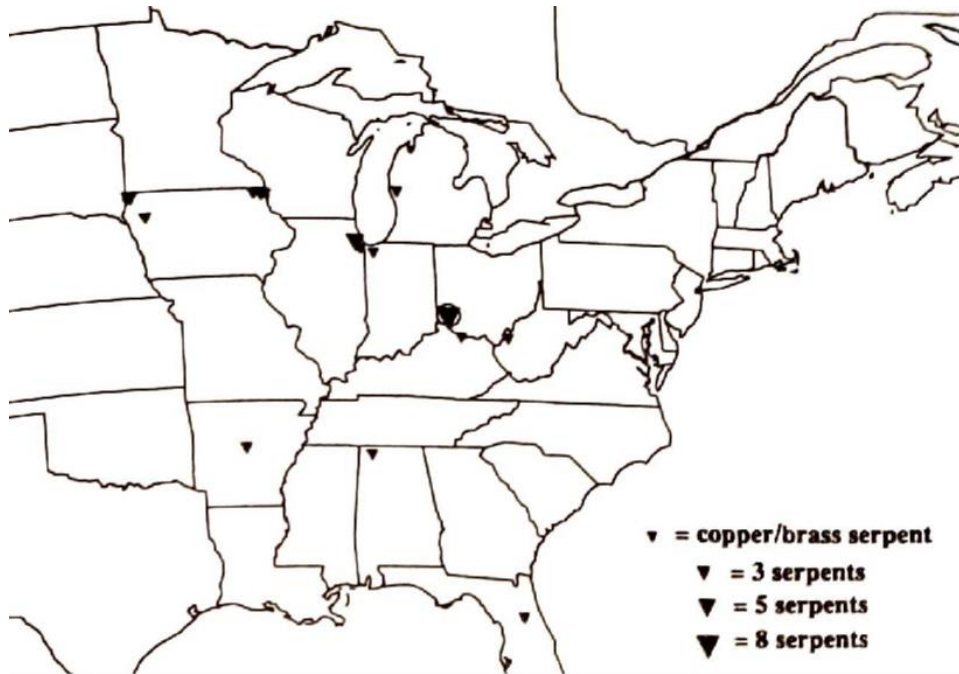 ▼ = copper/brass serpent
▼ = 3 serpents
▼ = 5 serpents
▼ = 8 serpents